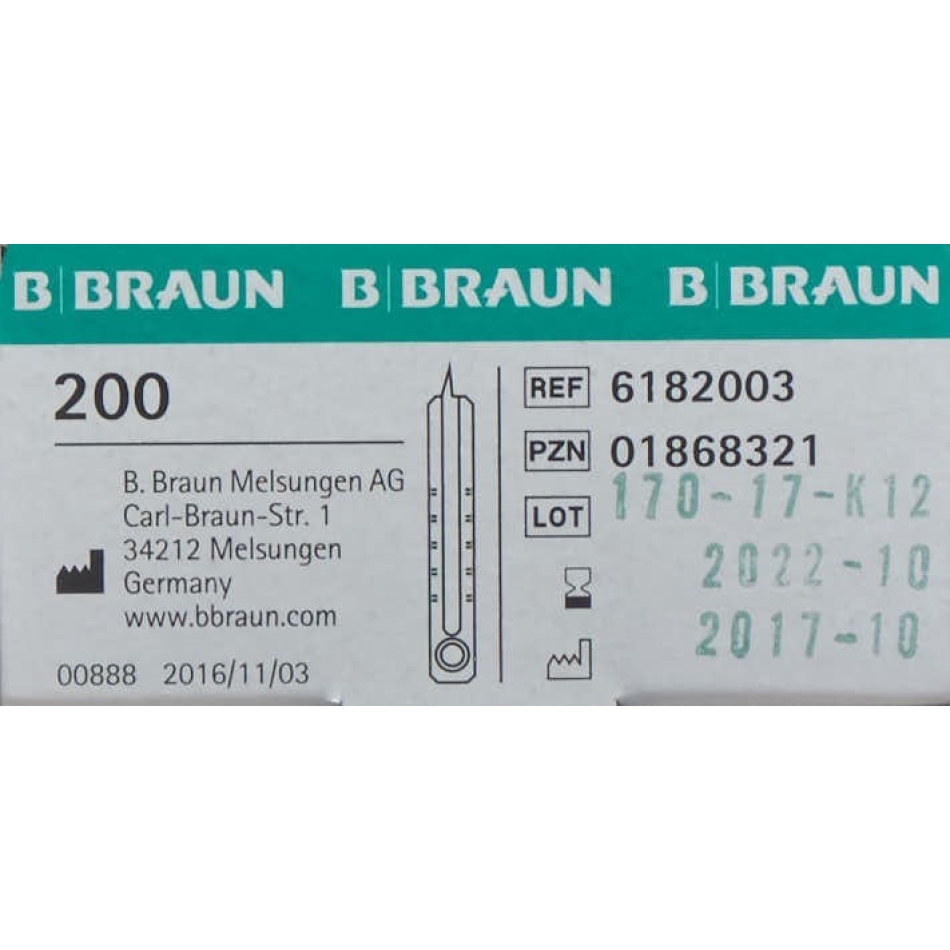 B|BRAUN B|BRAUN B|BRAUN
200
B. Braun Melsungen AG
Carl-Braun-Str. 1
34212 Melsungen
Germany
www.bbraun.com
00888 2016/11/03
REF 6182003
PZN 01868321
LOT 170-17-K12
2022-10
2017-10